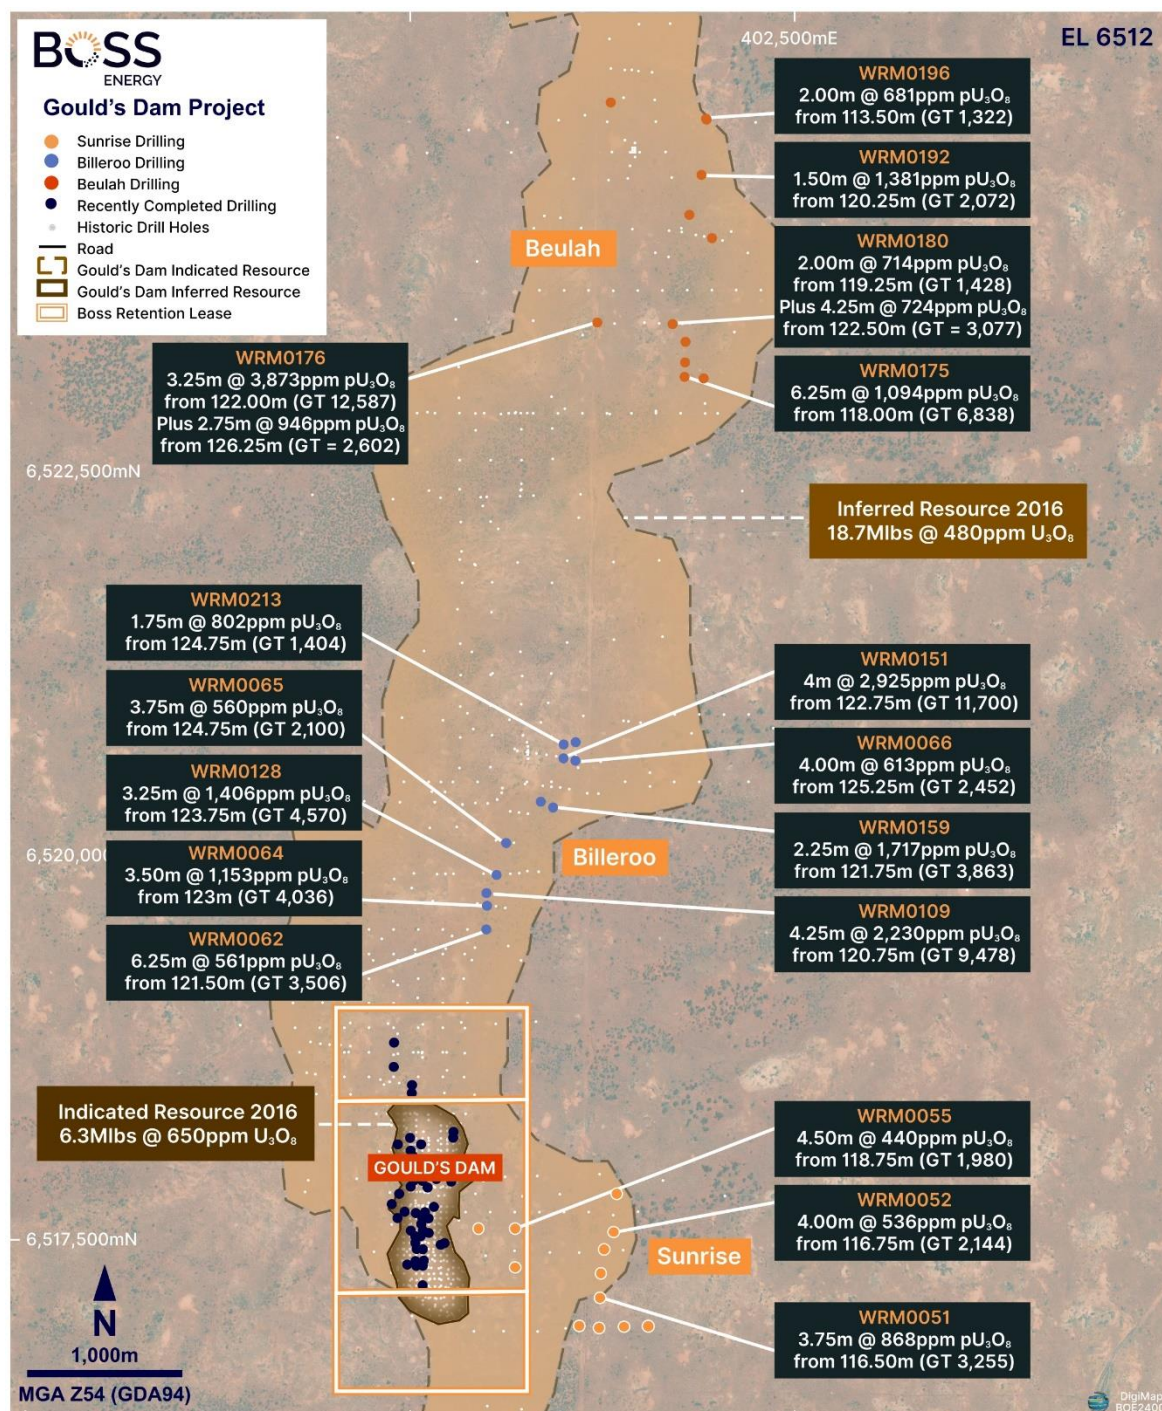 BOSS
ENERGY
Gould's Dam Project
Sunrise Drilling
Billeroo Drilling
Beulah Drilling
Recently Completed Drilling
Historic Drill Holes
Road
Gould's Dam Indicated Resource
Gould's Dam Inferred Resource
Boss Retention Lease
402,500mE
EL 6512
WRM0196
2.00m @ 681ppm pU₃O₈
from 113.50m (GT 1,322)
WRM0192
1.50m @ 1,381ppm pU₃O₈
from 120.25m (GT 2,072)
Beulah
WRM0180
2.00m @ 714ppm pU₃O₈
from 119.25m (GT 1,428)
Plus 4.25m @ 724ppm pU₃O₈
from 122.50m (GT = 3,077)
WRM0176
3.25m @ 3,873ppm pU₃O₈
from 122.00m (GT 12,587)
Plus 2.75m @ 946ppm pU₃O₈
from 126.25m (GT = 2,602)
WRM0175
6.25m @ 1,094ppm pU₃O₈
from 118.00m (GT 6,838)
6,522,500mN
Inferred Resource 2016
18.7Mlbs @ 480ppm U₃O₈
WRM0213
1.75m @ 802ppm pU₃O₈
from 124.75m (GT 1,404)
WRM0065
3.75m @ 560ppm pU₃O₈
from 124.75m (GT 2,100)
WRM0128
3.25m @ 1,406ppm pU₃O₈
from 123.75m (GT 4,570)
6,520,000
WRM0064
3.50m @ 1,153ppm pU₃O₈
from 123m (GT 4,036)
WRM0062
6.25m @ 561ppm pU₃O₈
from 121.50m (GT 3,506)
WRM0151
4m @ 2,925ppm pU₃O₈
from 122.75m (GT 11,700)
WRM0066
4.00m @ 613ppm pU₃O₈
from 125.25m (GT 2,452)
Billeroo
WRM0159
2.25m @ 1,717ppm pU₃O₈
from 121.75m (GT 3,863)
WRM0109
4.25m @ 2,230ppm pU₃O₈
from 120.75m (GT 9,478)
Indicated Resource 2016
6.3Mlbs @ 650ppm U₃O₈
GOULD'S DAM
WRM0055
4.50m @ 440ppm pU₃O₈
from 118.75m (GT 1,980)
WRM0052
4.00m @ 536ppm pU₃O₈
from 116.75m (GT 2,144)
6,517,500mN
Sunrise
WRM0051
3.75m @ 868ppm pU₃O₈
from 116.50m (GT 3,255)
N
1,000m
MGA Z54 (GDA94)
DigiMap
BOE2400